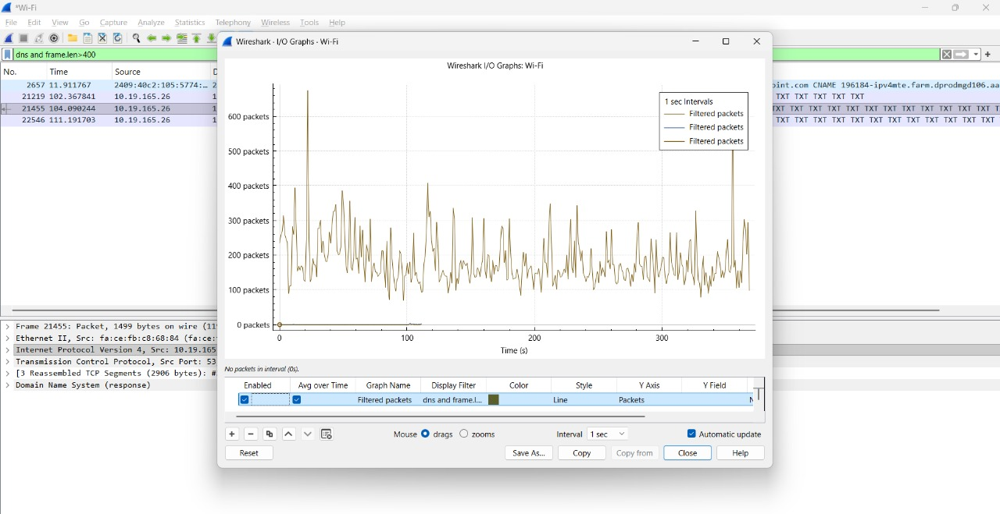 *Wi-Fi
File Edit View Go Capture Analyze Statistics Telephony Wireless Tools Help
dns and frame.len>400
No. Time Source
2657 11.911767 2409:40c2:105:5774:…
21219 102.367841 10.19.165.26
21455 104.090244 10.19.165.26
22546 111.191703 10.19.165.26
int.com CNAME 196184-ipv4mte.farm.dprodmgd106.aa
TXT TXT TXT TXT TXT
TXT TXT TXT TXT TXT TXT TXT TXT TXT TXT TXT T
TXT TXT TXT TXT TXT TXT TXT TXT TXT TXT TXT
Wireshark · I/O Graphs · Wi-Fi
Wireshark I/O Graphs: Wi-Fi
1 sec Intervals
Filtered packets
Filtered packets
Filtered packets
600 packets
500 packets
400 packets
300 packets
200 packets
100 packets
0 packets
0 100 200 300
Time (s)
No packets in interval (0s).
Enabled Avg over Time Graph Name Display Filter Color Style Y Axis Y Field
Filtered packets dns and frame.l... Line Packets
Mouse drags zooms Interval 1 sec Automatic update
Reset Save As... Copy Copy from Close Help
Frame 21455: Packet, 1499 bytes on wire (11
Ethernet II, Src: fa:ce:fb:c8:68:84 (fa:ce:
Internet Protocol Version 4, Src: 10.19.165
Transmission Control Protocol, Src Port: 53
[3 Reassembled TCP Segments (2906 bytes): #
Domain Name System (response)